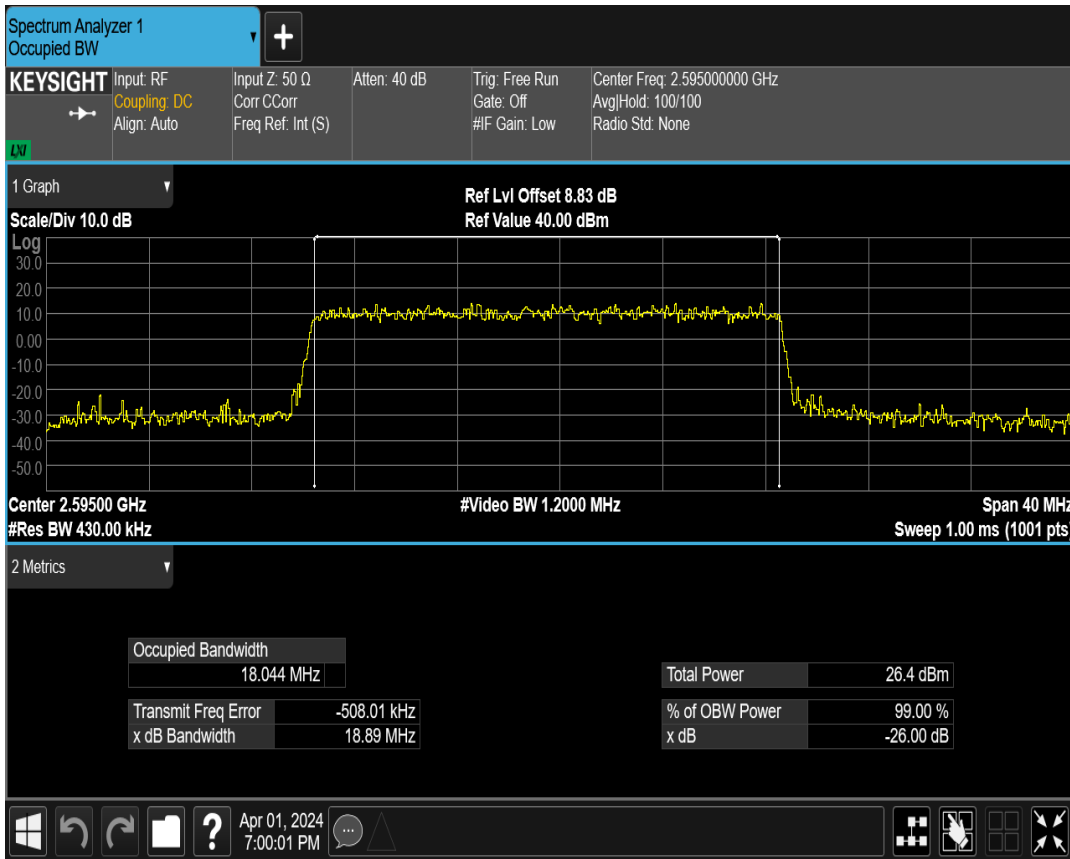 Spectrum Analyzer 1
Occupied BW
+
KEYSIGHT
LXI
Input: RF
Coupling: DC
Align: Auto
Input Z: 50 Ω
Corr CCorr
Freq Ref: Int (S)
Atten: 40 dB
Trig: Free Run
Gate: Off
#IF Gain: Low
Center Freq: 2.595000000 GHz
Avg|Hold: 100/100
Radio Std: None
1 Graph
Ref Lvl Offset 8.83 dB
Scale/Div 10.0 dB
Ref Value 40.00 dBm
Log
30.0
20.0
10.0
0.00
-10.0
-20.0
-30.0
-40.0
-50.0
Center 2.59500 GHz
#Video BW 1.2000 MHz
Span 40 MHz
#Res BW 430.00 kHz
Sweep 1.00 ms (1001 pts)
2 Metrics
Occupied Bandwidth
18.044 MHz
Total Power 26.4 dBm
Transmit Freq Error -508.01 kHz
% of OBW Power 99.00 %
x dB Bandwidth 18.89 MHz
x dB -26.00 dB
?
Apr 01, 2024
7:00:01 PM